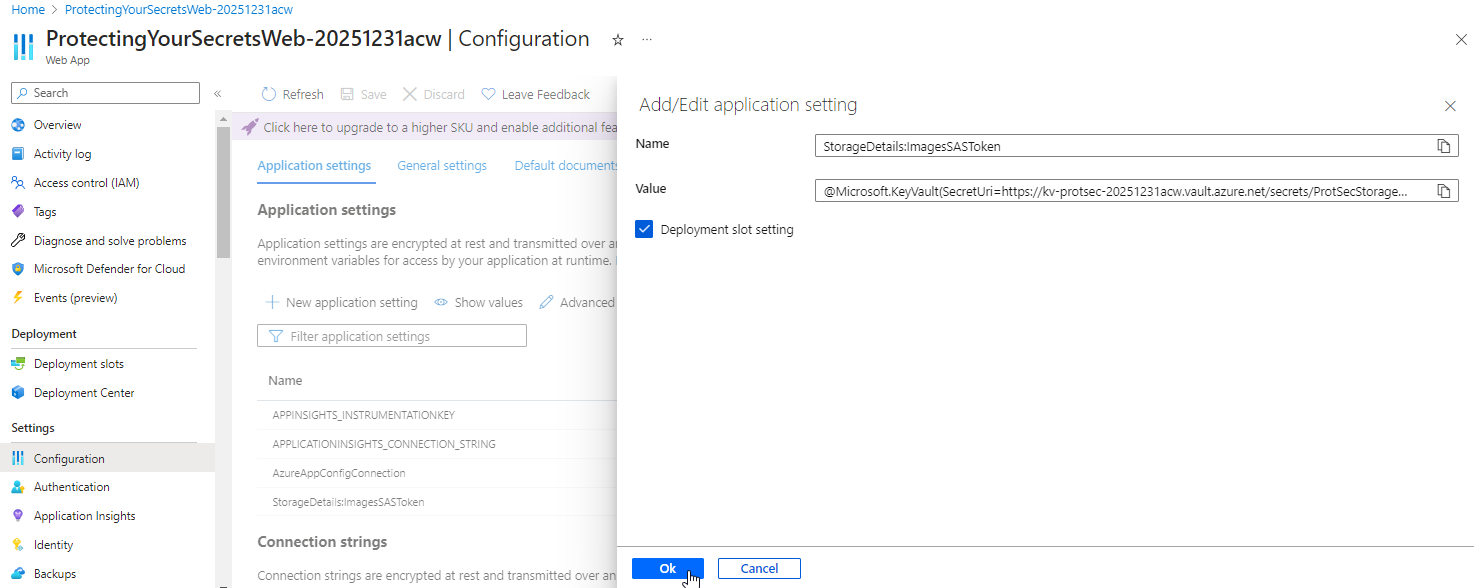 Home > ProtectingYourSecretsWeb-20251231acw
ProtectingYourSecretsWeb-20251231acw | Configuration
Web App
Search
Overview
Activity log
Access control (IAM)
Tags
Diagnose and solve problems
Microsoft Defender for Cloud
Events (preview)
Deployment
Deployment slots
Deployment Center
Settings
Configuration
Authentication
Application Insights
Identity
Backups
Refresh Save Discard Leave Feedback
Click here to upgrade to a higher SKU and enable additional fea
Application settings General settings Default documents
Application settings
Application settings are encrypted at rest and transmitted over an
environment variables for access by your application at runtime.
New application setting Show values Advanced
Filter application settings
Name
APPINSIGHTS_INSTRUMENTATIONKEY
APPLICATIONINSIGHTS_CONNECTION_STRING
AzureAppConfigConnection
StorageDetails:ImagesSASToken
Connection strings
Connection strings are encrypted at rest and transmitted over an
Add/Edit application setting
Name
StorageDetails:ImagesSASToken
Value
@Microsoft.KeyVault(SecretUri=https://kv-protsec-20251231acw.vault.azure.net/secrets/ProtSecStorage...
Deployment slot setting
Ok Cancel